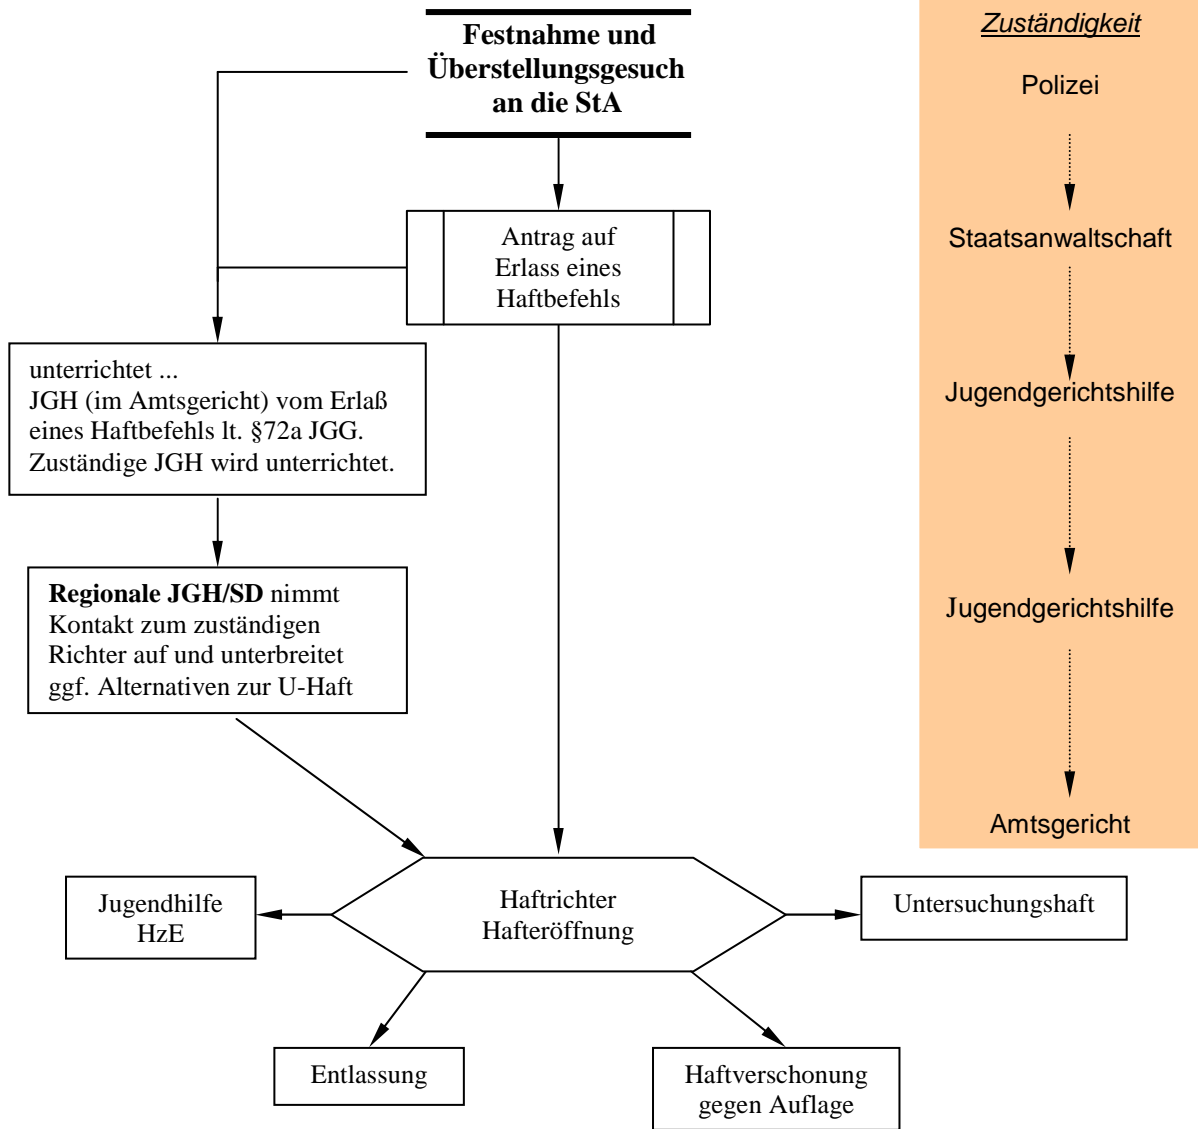 Festnahme und
Überstellungsgesuch
an die StA
Antrag auf
Erlass eines
Haftbefehls
unterrichtet ...
JGH (im Amtsgericht) vom Erlaß
eines Haftbefehls lt. §72a JGG.
Zuständige JGH wird unterrichtet.
Regionale JGH/SD nimmt
Kontakt zum zuständigen
Richter auf und unterbreitet
ggf. Alternativen zur U-Haft
Haftrichter
Hafteröffnung
Jugendhilfe
HzE
Untersuchungshaft
Entlassung
Haftverschonung
gegen Auflage
Zuständigkeit
Polizei
Staatsanwaltschaft
Jugendgerichtshilfe
Jugendgerichtshilfe
Amtsgericht